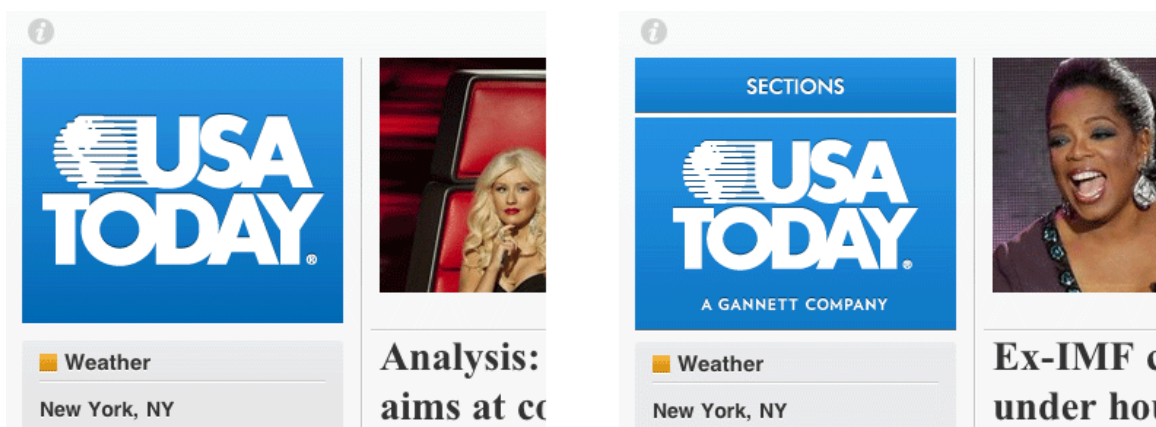 i
USA
TODAY®
Weather
New York, NY
Analysis:
aims at
i
SECTIONS
USA
TODAY®
A GANNETT COMPANY
Weather
New York, NY
Ex-IMF
under